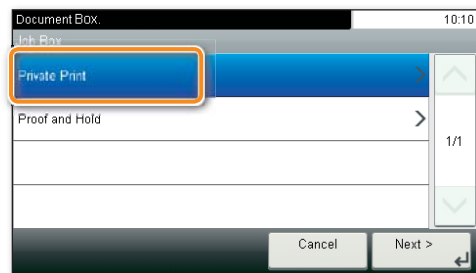 Document Box. 10:10
Job Box
Private Print
Proof and Hold
1/1
Cancel Next >